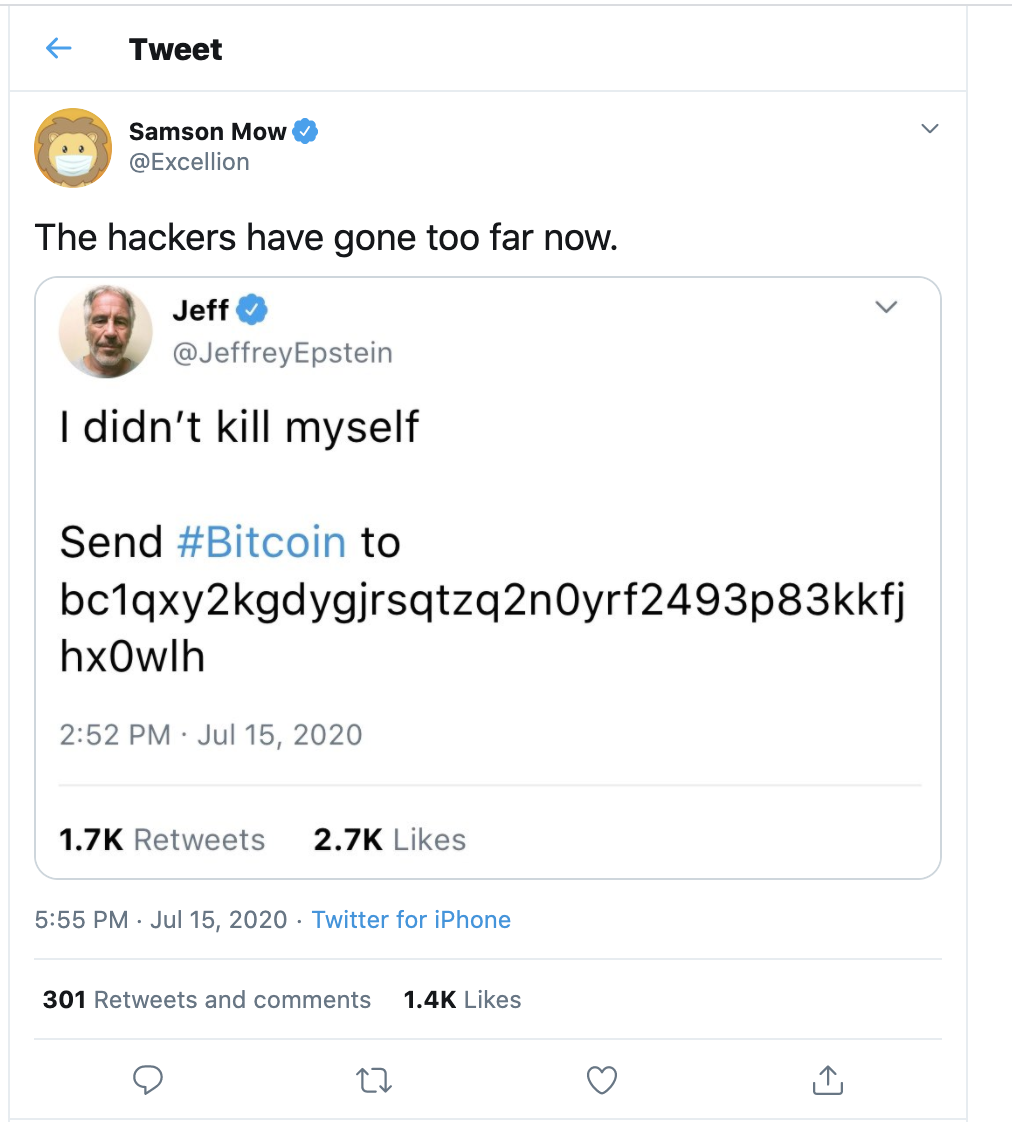 Tweet
Samson Mow
@Excellion
The hackers have gone too far now.
Jeff
@JeffreyEpstein
I didn’t kill myself
Send #Bitcoin to
bc1qxy2kgdygjrsqtzq2n0yrf2493p83kkfj
hx0wlh
2:52 PM · Jul 15, 2020
1.7K Retweets 2.7K Likes
5:55 PM · Jul 15, 2020 · Twitter for iPhone
301 Retweets and comments 1.4K Likes